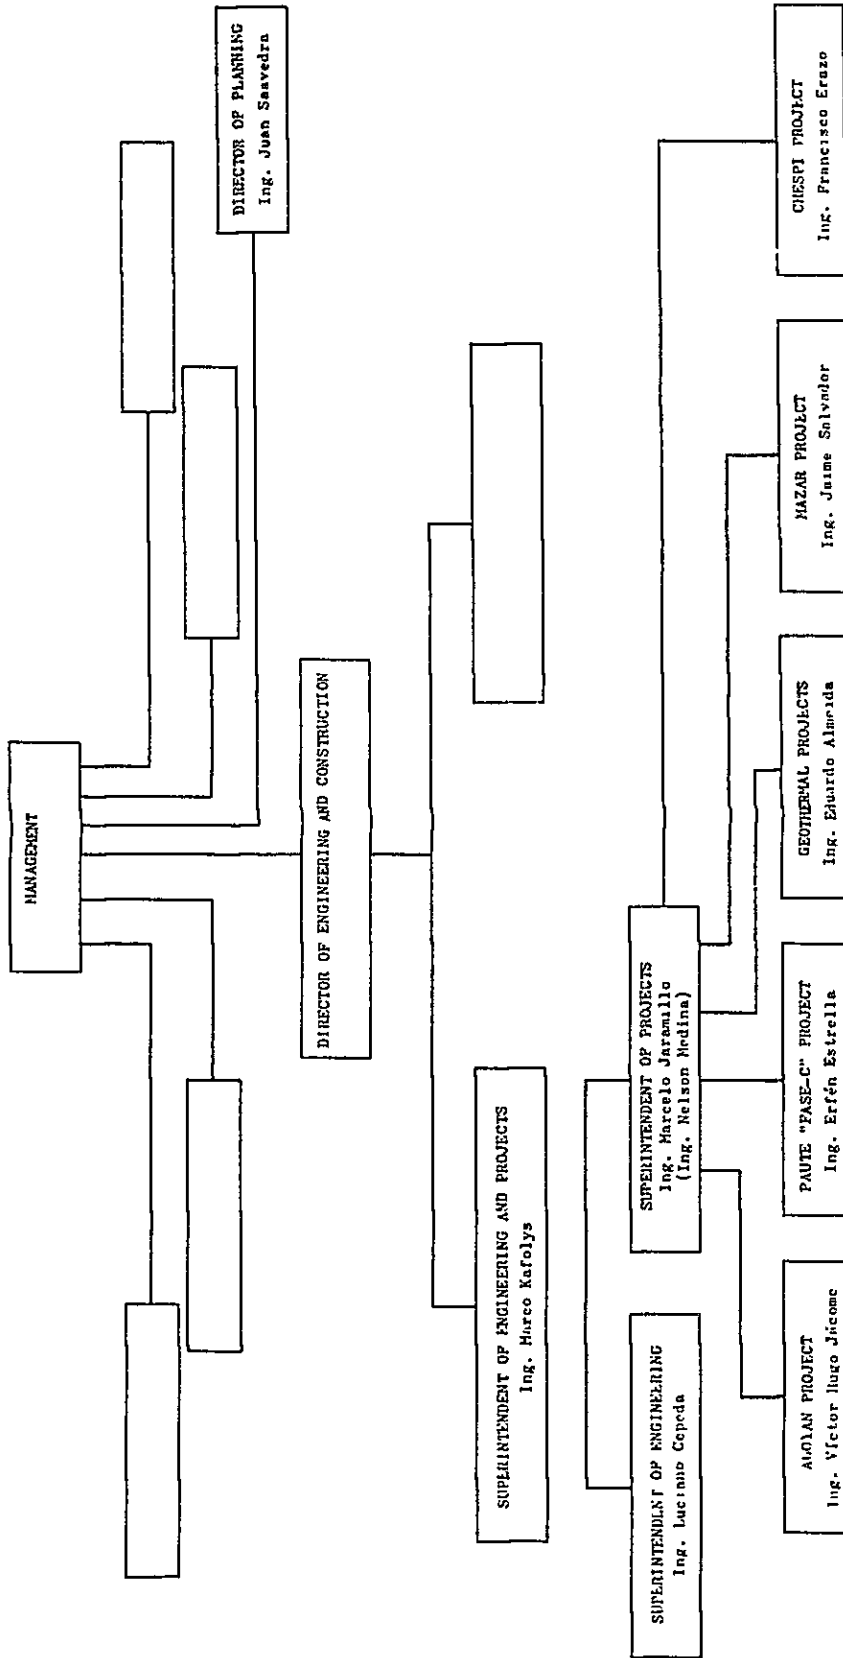 MANAGEMENT
DIRECTOR OF PLANNING
Ing. Juan Saavedra
DIRECTOR OF ENGINEERING AND CONSTRUCTION
SUPERINTENDENT OF ENGINEERING AND PROJECTS
Ing. Marco Kafolys
SUPERINTENDENT OF ENGINEERING
Ing. Luciano Cepeda
SUPERINTENDENT OF PROJECTS
Ing. Marcelo Jaramillo
(Ing. Nelson Medina)
AGOYAN PROJECT
Ing. Víctor Hugo Jácome
PAUTE "FASE-C" PROJECT
Ing. Erfén Estrella
GEOTHERMAL PROJECTS
Ing. Eduardo Almeida
MAZAR PROJECT
Ing. Jaime Salvador
CHESPI PROJECT
Ing. Francisco Erazo